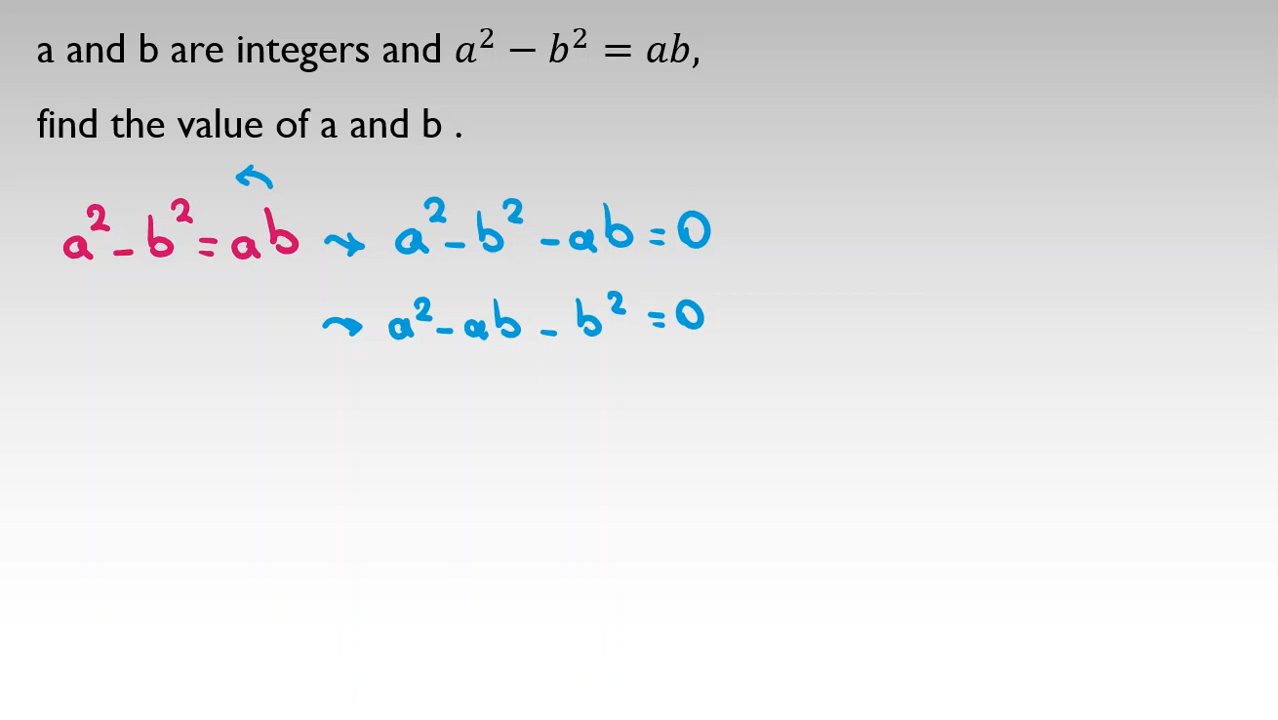 a and b are integers and 𝑎² − 𝑏² = 𝑎𝑏,
find the value of a and b .
a² - b² = ab → a² - b² - ab = 0
→ a² - ab - b² = 0